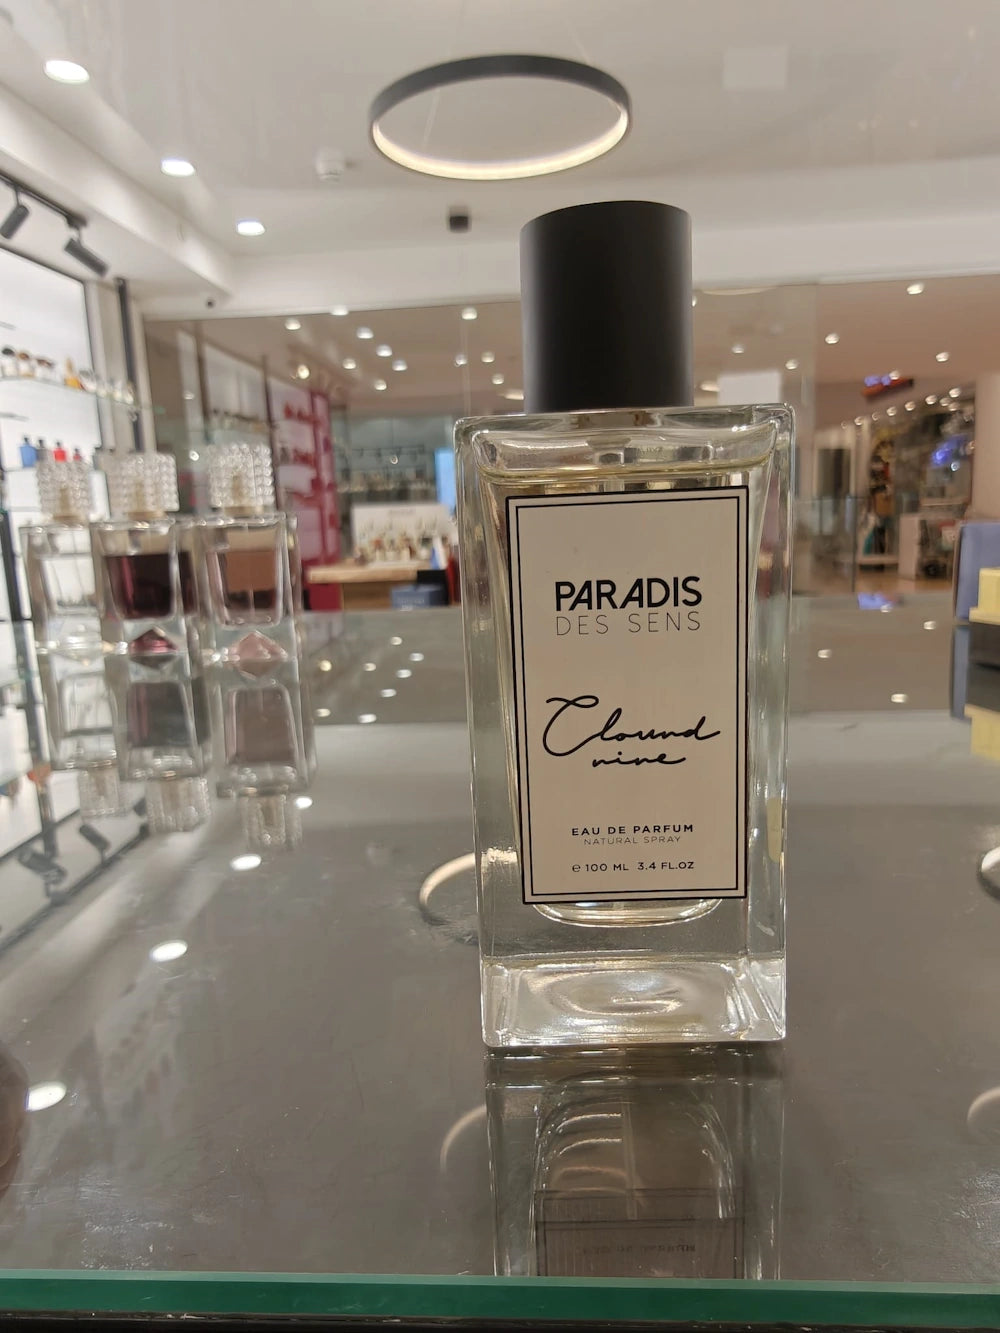 PARADIS
DES SENS
Clound
nine
EAU DE PARFUM
NATURAL SPRAY
℮ 100 ML 3.4 FL.OZ